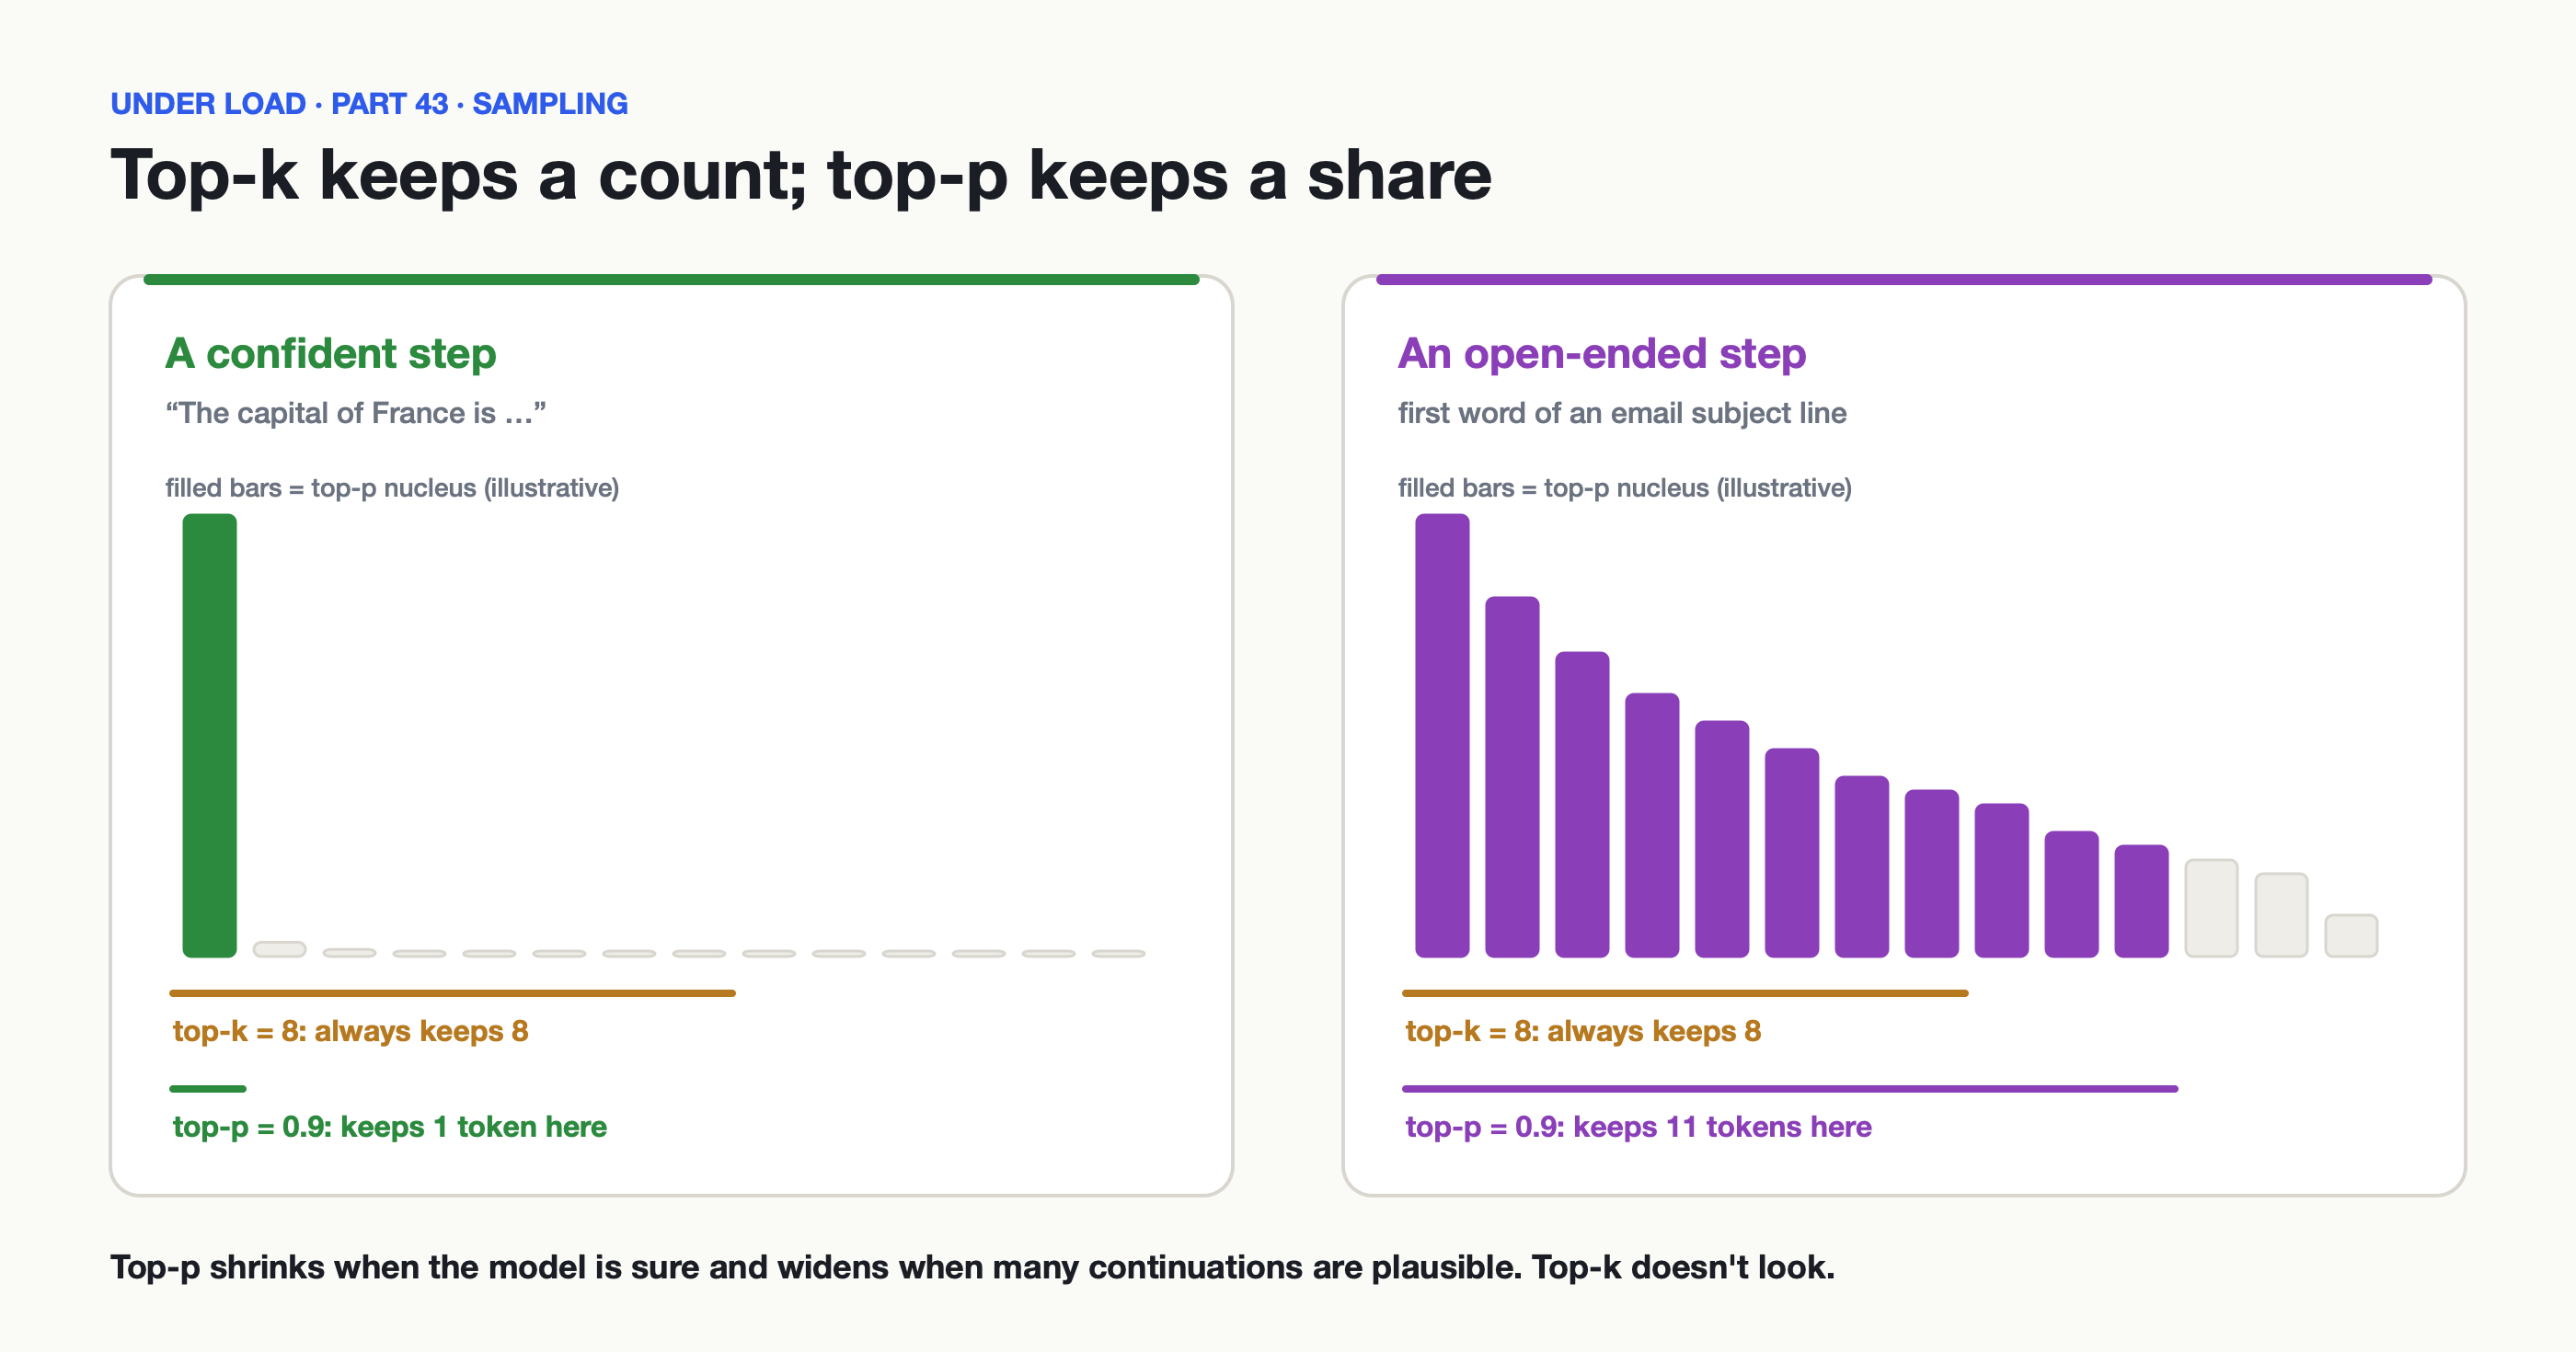 UNDER LOAD · PART 43 · SAMPLING
Top-k keeps a count; top-p keeps a share
A confident step
“The capital of France is …”
filled bars = top-p nucleus (illustrative)
top-k = 8: always keeps 8
top-p = 0.9: keeps 1 token here
An open-ended step
first word of an email subject line
filled bars = top-p nucleus (illustrative)
top-k = 8: always keeps 8
top-p = 0.9: keeps 11 tokens here
Top-p shrinks when the model is sure and widens when many continuations are plausible. Top-k doesn't look.